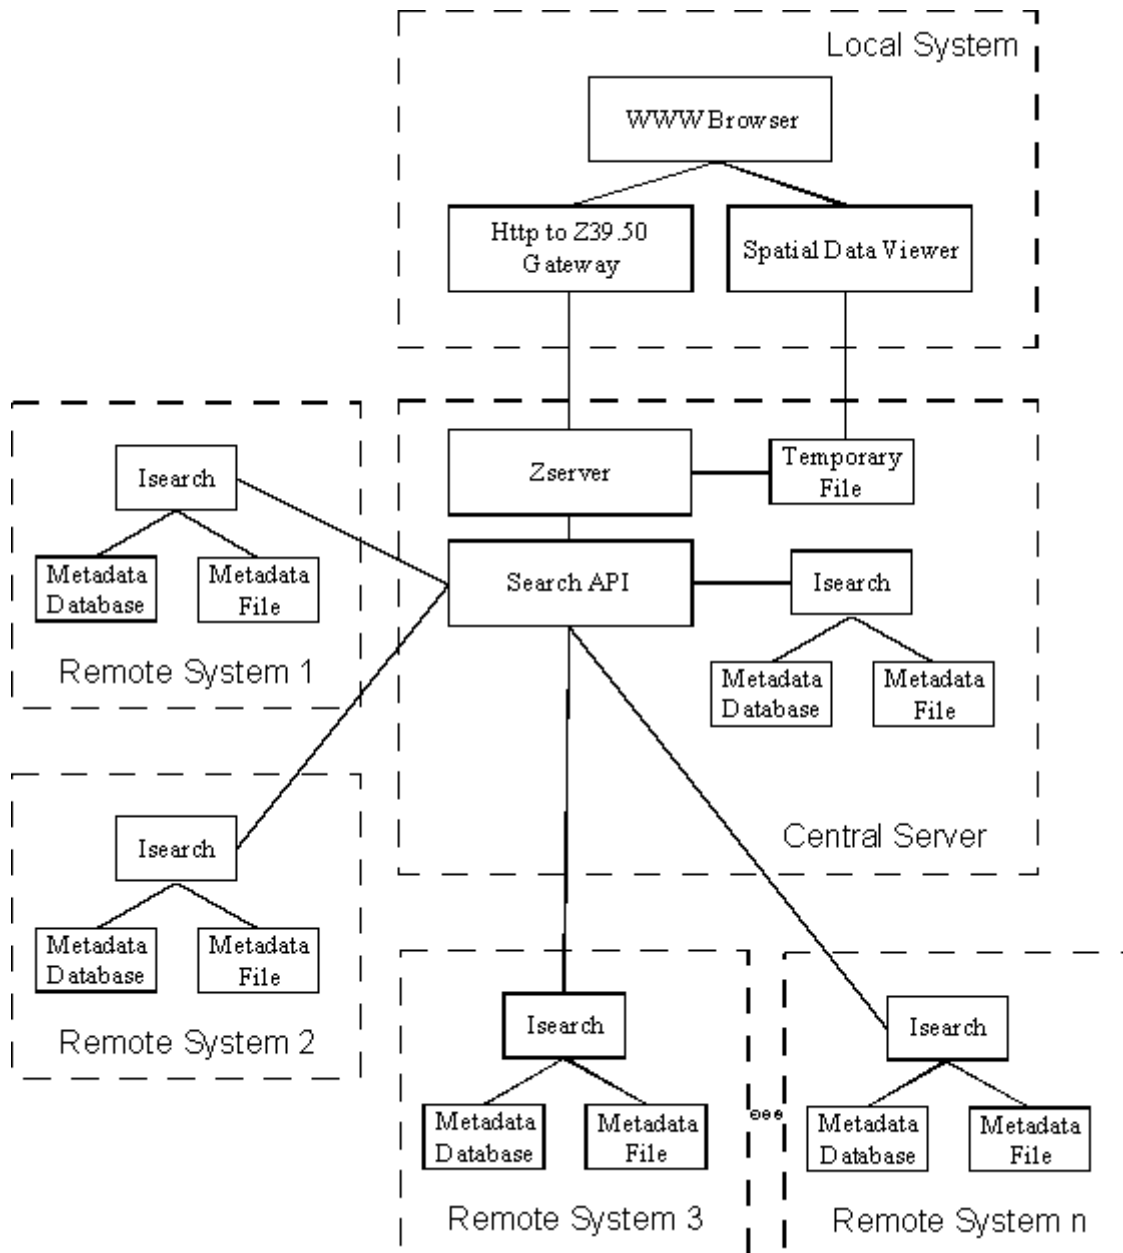 Local System
WWW Browser
Http to Z39.50
Gateway
Spatial Data Viewer
Zserver
Temporary
File
Search API
Isearch
Metadata
Database
Metadata
File
Central Server
Isearch
Metadata
Database
Metadata
File
Remote System 1
Isearch
Metadata
Database
Metadata
File
Remote System 2
Isearch
Metadata
Database
Metadata
File
Remote System 3
Isearch
Metadata
Database
Metadata
File
Remote System n